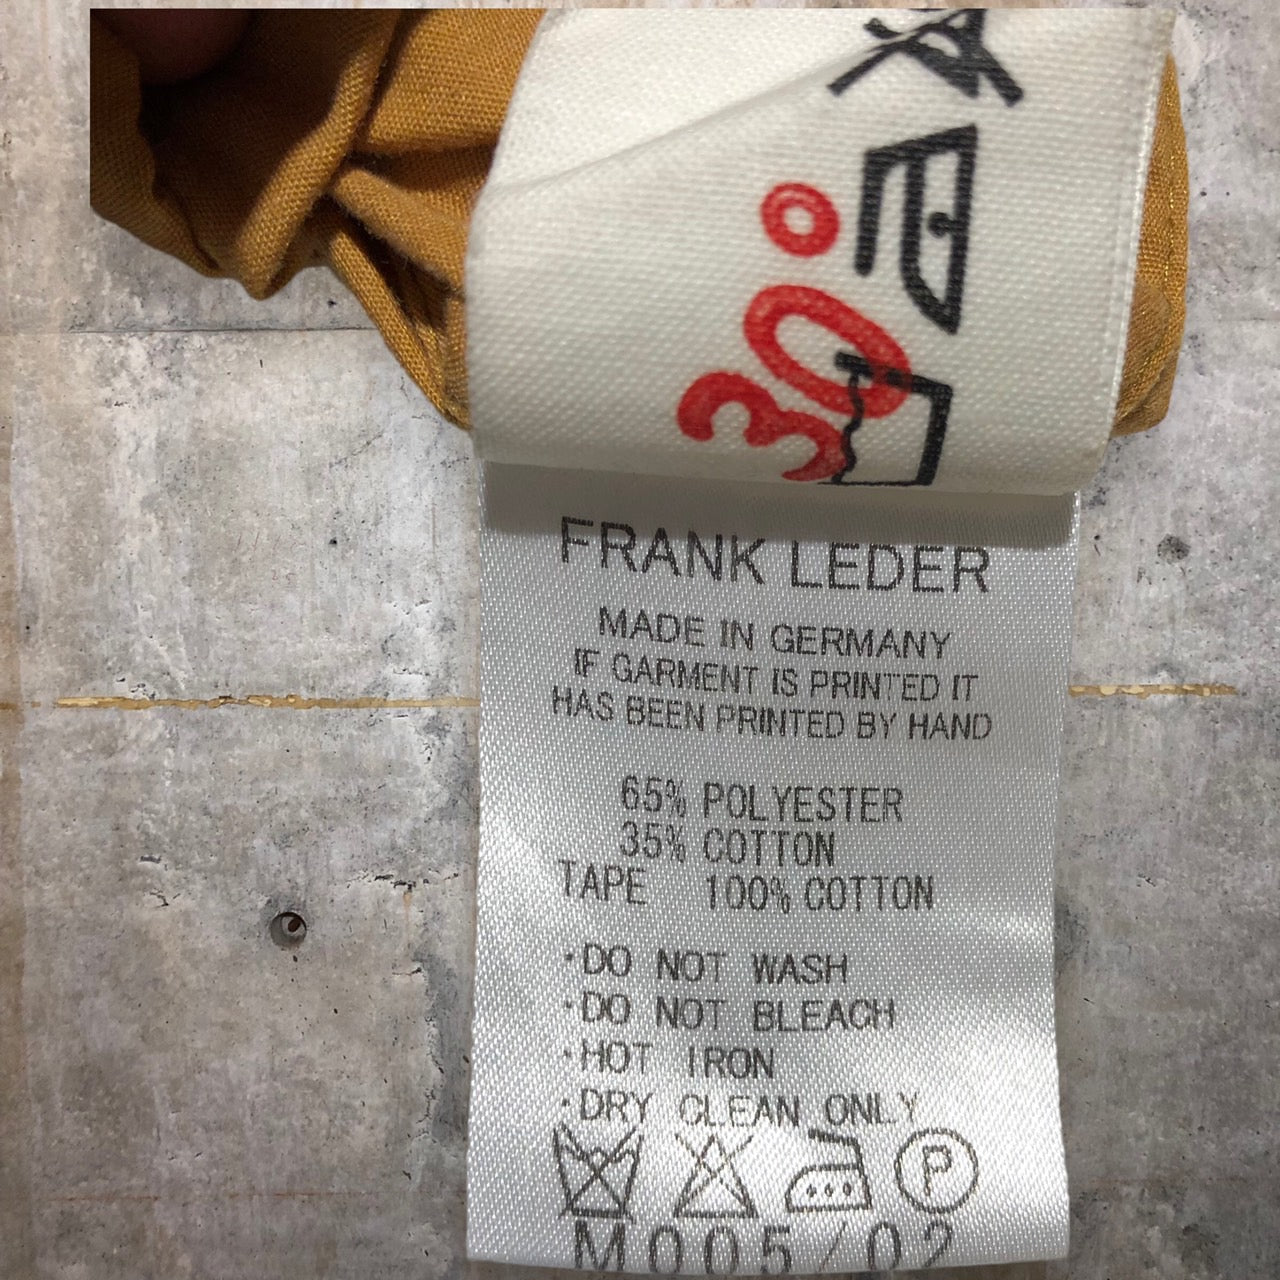 30°
FRANK LEDER
MADE IN GERMANY
IF GARMENT IS PRINTED IT
HAS BEEN PRINTED BY HAND
65% POLYESTER
35% COTTON
TAPE 100% COTTON
·DO NOT WASH
·DO NOT BLEACH
·HOT IRON
·DRY CLEAN ONLY
P
M005/02